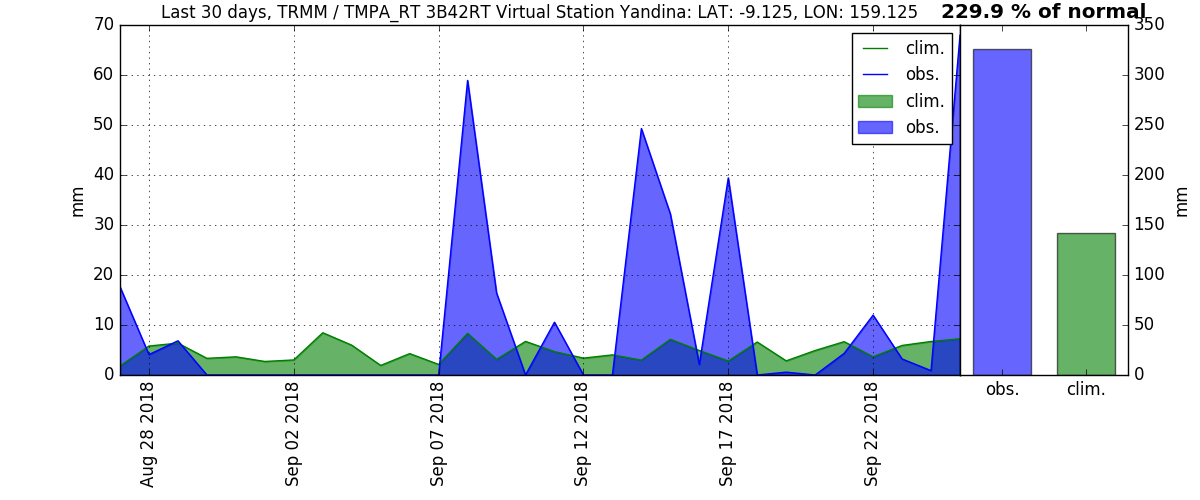 Last 30 days, TRMM / TMPA_RT 3B42RT Virtual Station Yandina: LAT: -9.125, LON: 159.125
229.9 % of normal
70
60
50
40
30
20
10
0
mm
clim.
obs.
clim.
obs.
350
300
250
200
150
100
50
0
mm
obs.
clim.
Aug 28 2018
Sep 02 2018
Sep 07 2018
Sep 12 2018
Sep 17 2018
Sep 22 2018